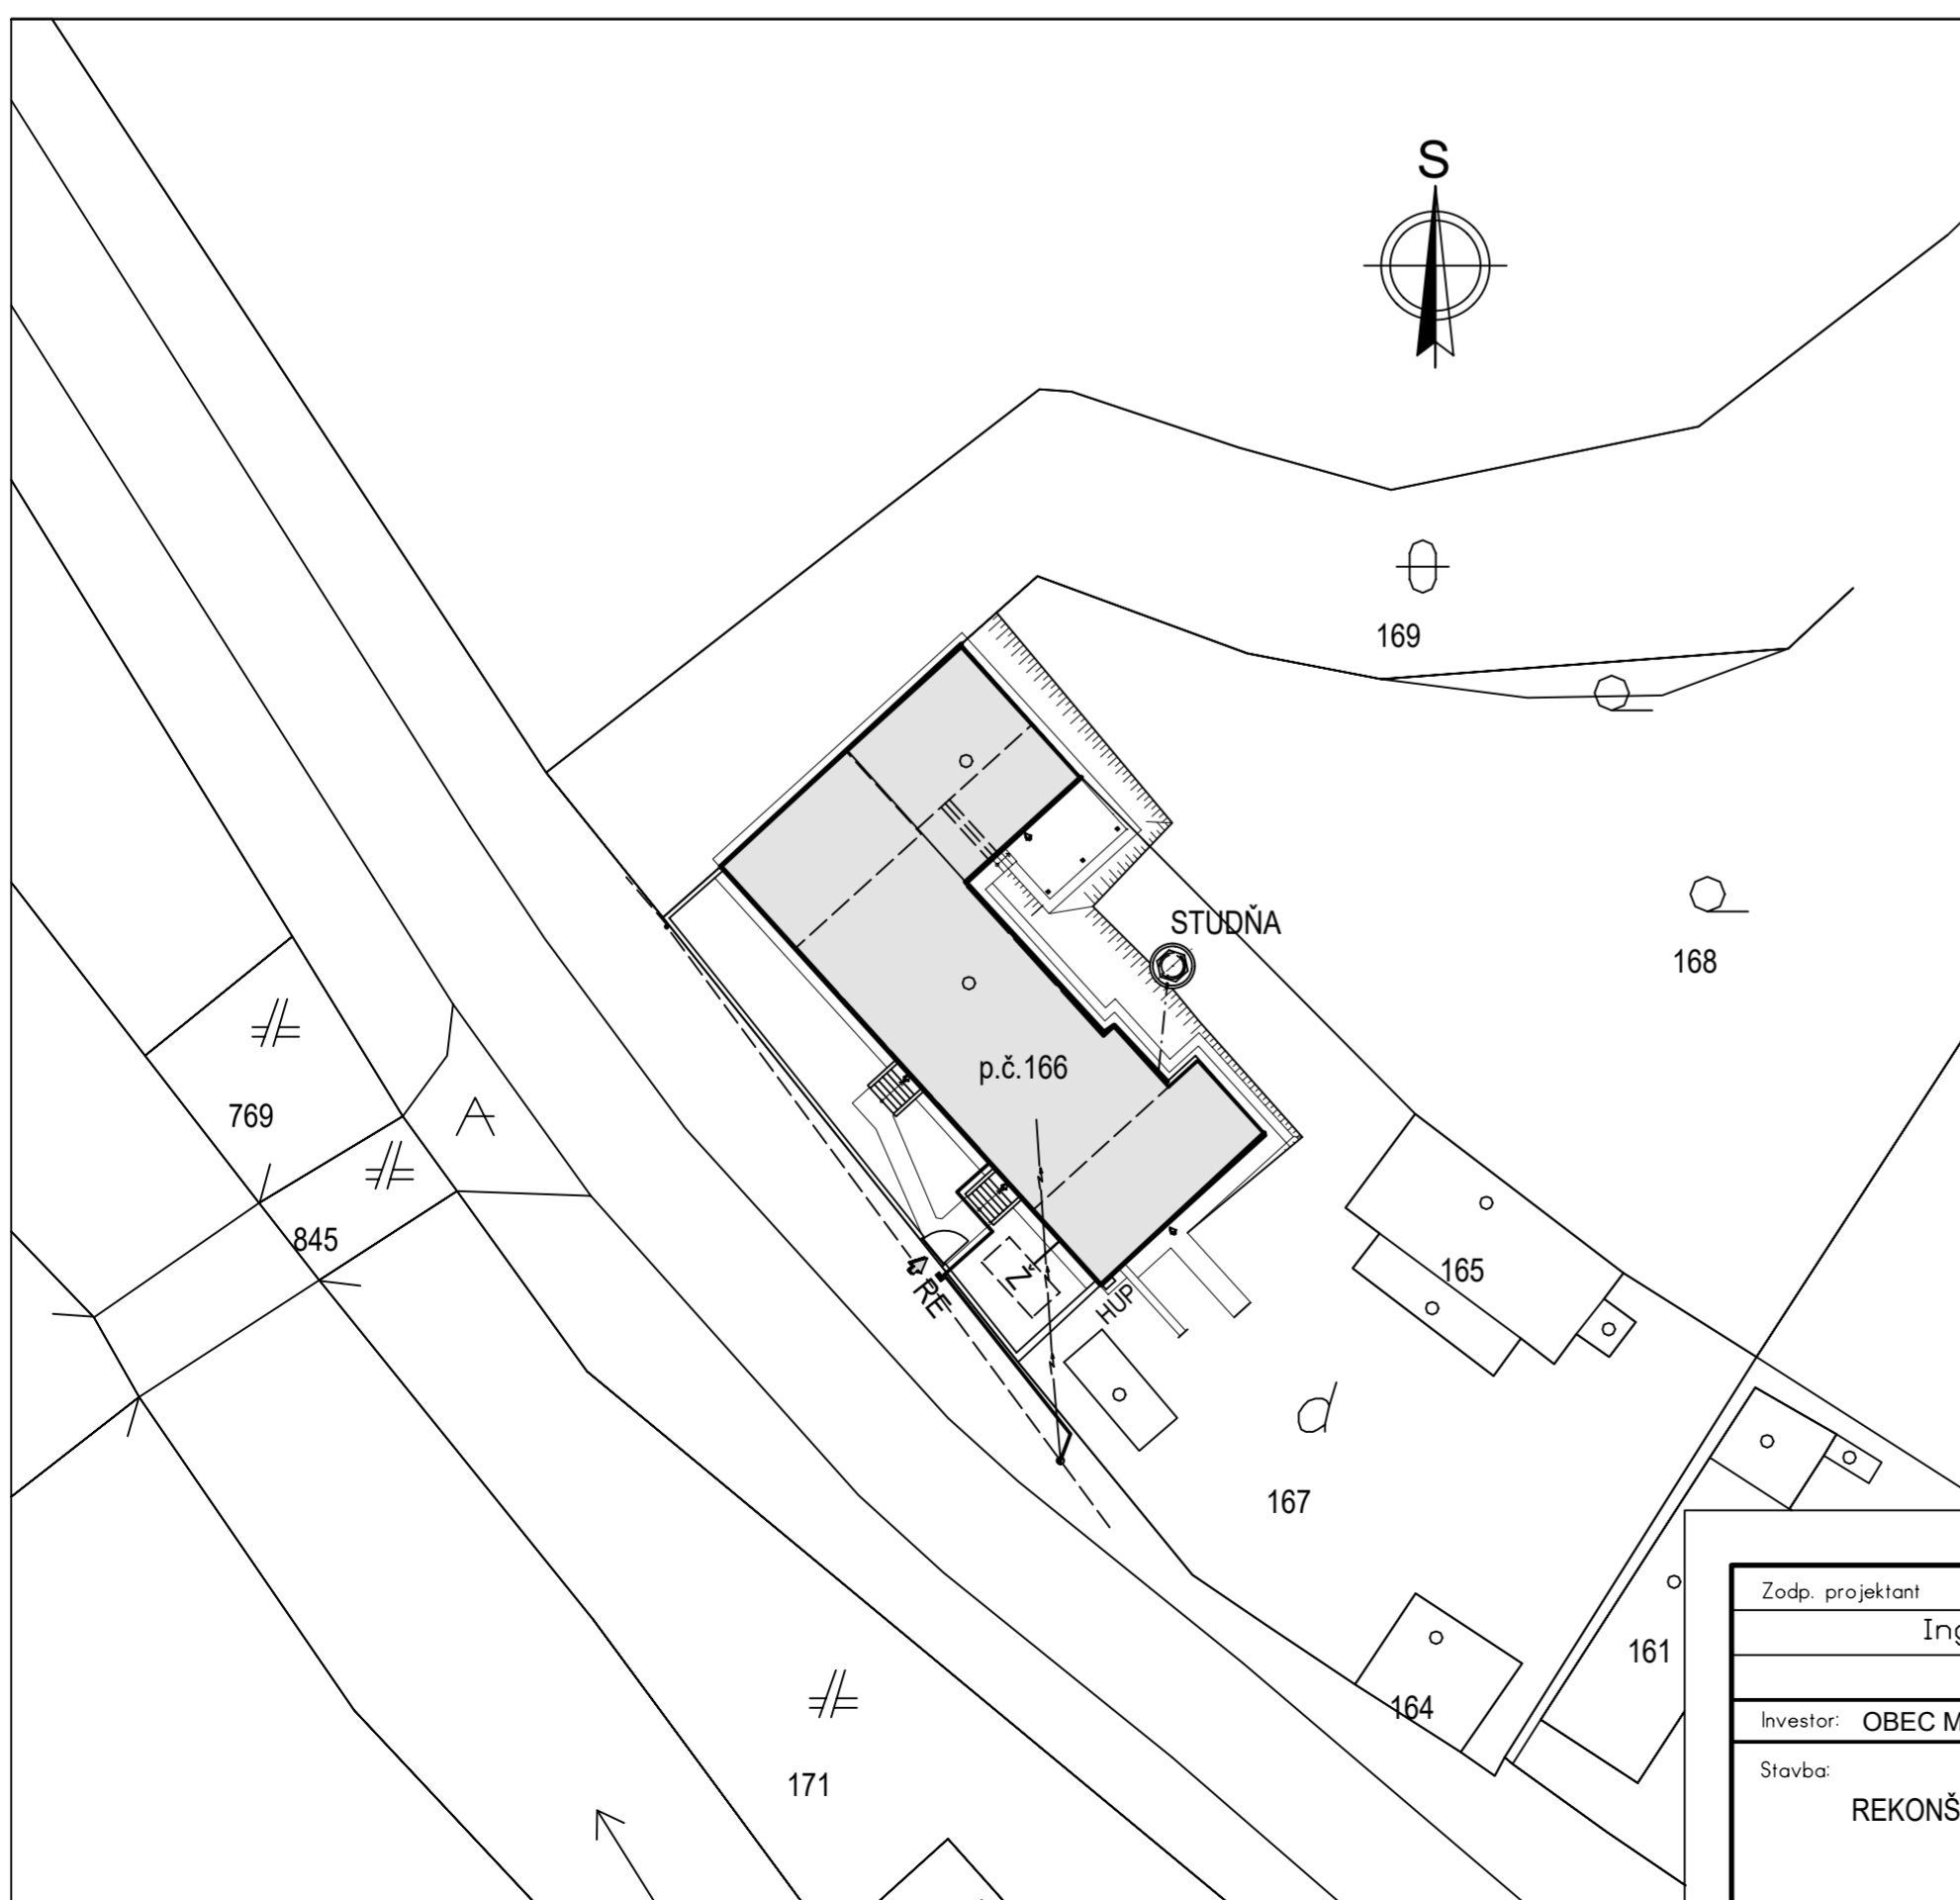 S
169
STUDŇA
168
p.č.166
769
845
165
Ž
RE
HUP
167
161
164
171
Zodp. projektant
Ing
Investor: OBEC M
Stavba:
REKONŠ